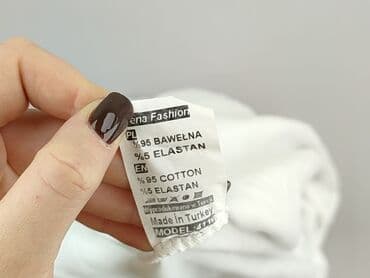 ena Fashion
PL
%95 BAWEŁNA
%5 ELASTAN
EN
%95 COTTON
%5 ELASTAN
Made in Turkey
MODEL: